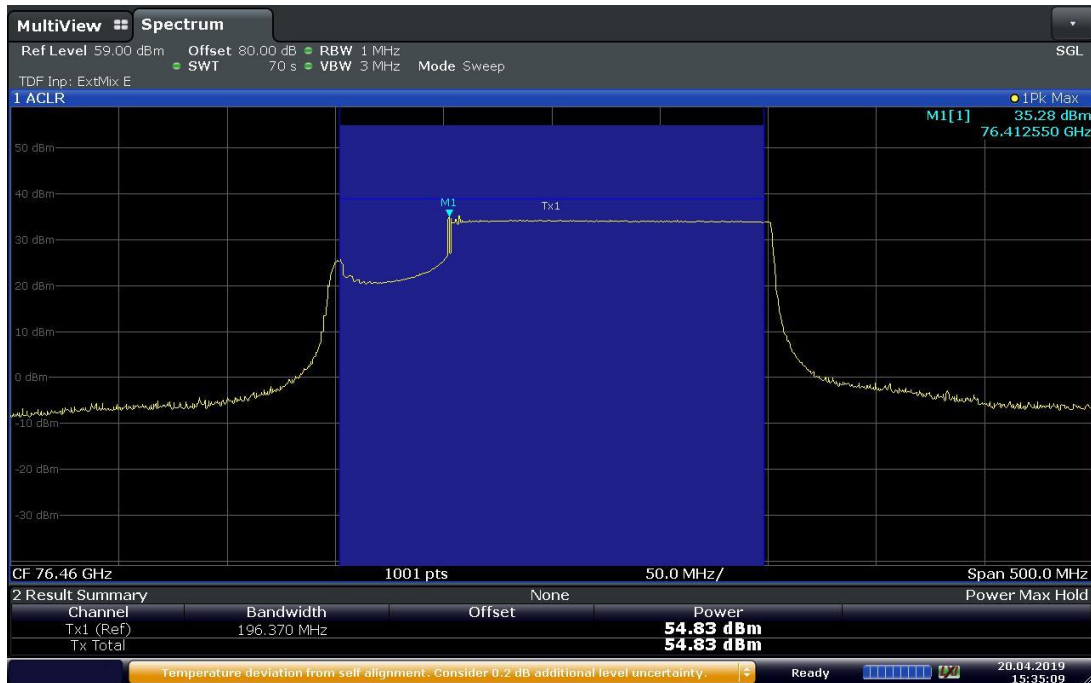 MultiView Spectrum
Ref Level 59.00 dBm Offset 80.00 dB RBW 1 MHz SGL
SWT 70 s VBW 3 MHz Mode Sweep
TDF Inp: ExtMix E
1 ACLR 1Pk Max
M1[1] 35.28 dBm
76.412550 GHz
50 dBm
40 dBm
M1
Tx1
30 dBm
20 dBm
10 dBm
0 dBm
-10 dBm
-20 dBm
-30 dBm
CF 76.46 GHz 1001 pts 50.0 MHz/ Span 500.0 MHz
2 Result Summary None Power Max Hold
Channel Bandwidth Offset Power
Tx1 (Ref) 196.370 MHz 54.83 dBm
Tx Total 54.83 dBm
Temperature deviation from self alignment. Consider 0.2 dB additional level uncertainty. Ready 20.04.2019
15:35:09